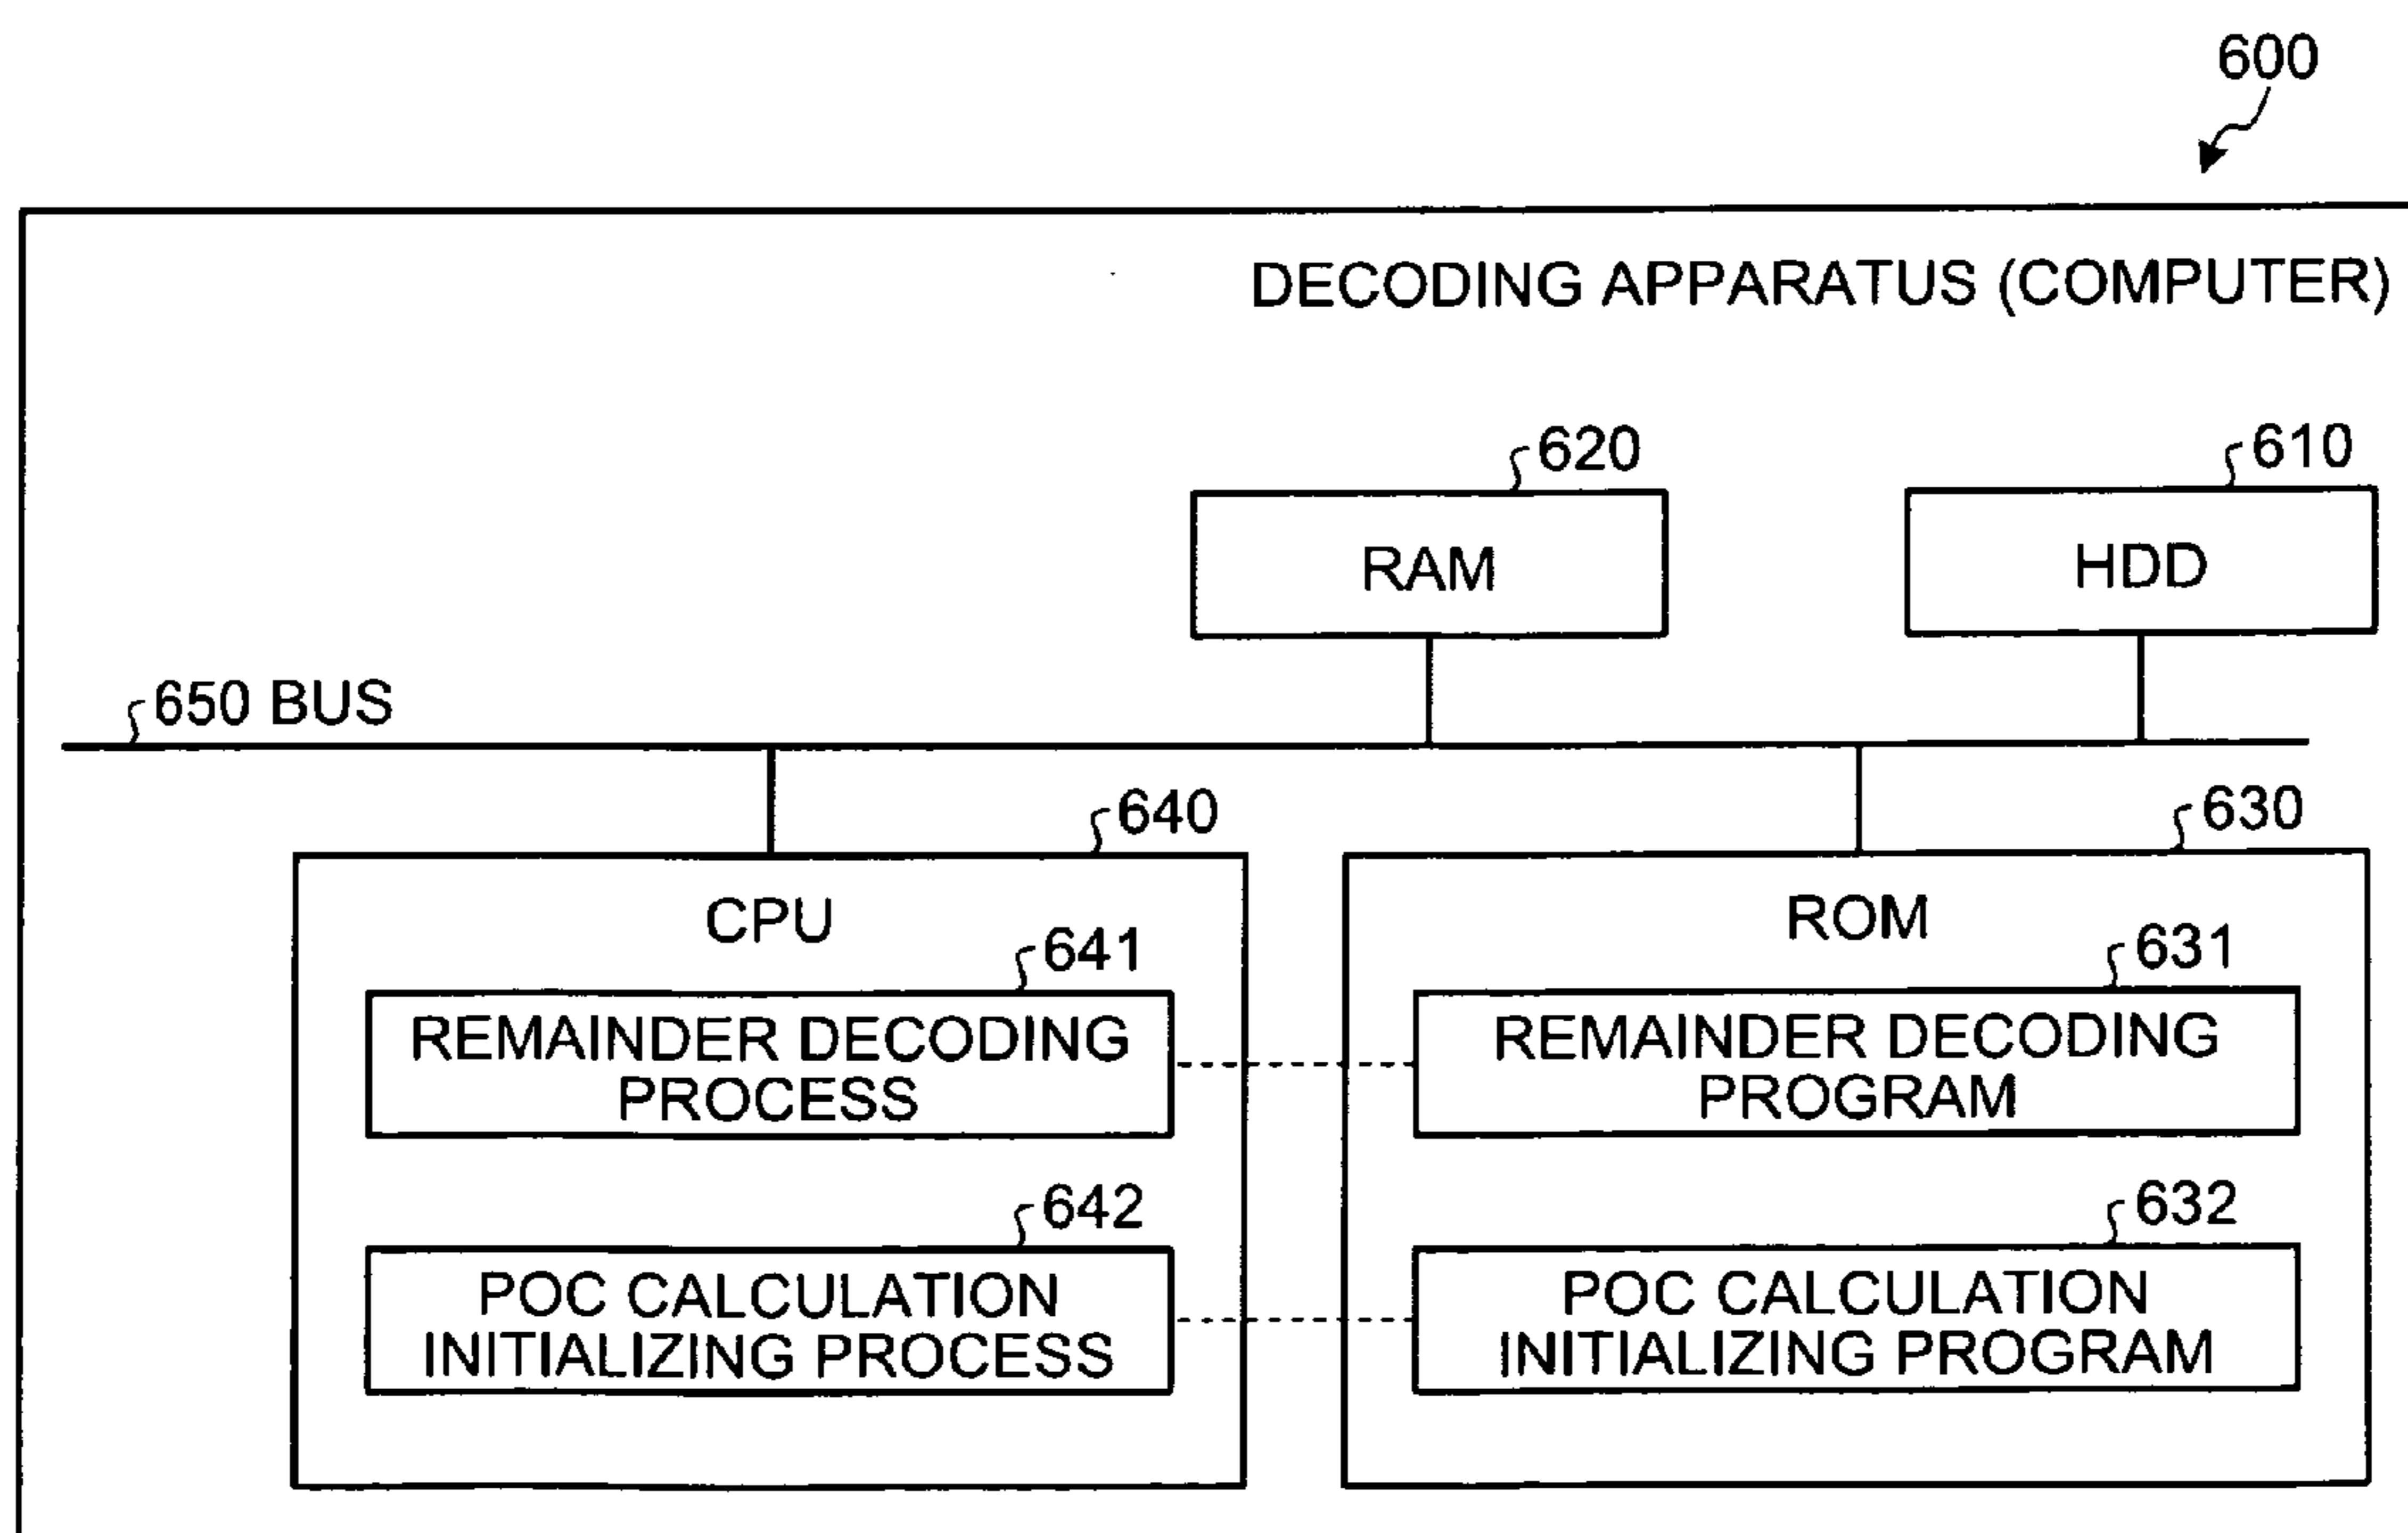 600
DECODING APPARATUS (COMPUTER)
620
610
RAM
HDD
650 BUS
640
630
CPU
ROM
641
631
REMAINDER DECODING
PROCESS
REMAINDER DECODING
PROGRAM
642
632
POC CALCULATION
INITIALIZING PROCESS
POC CALCULATION
INITIALIZING PROGRAM